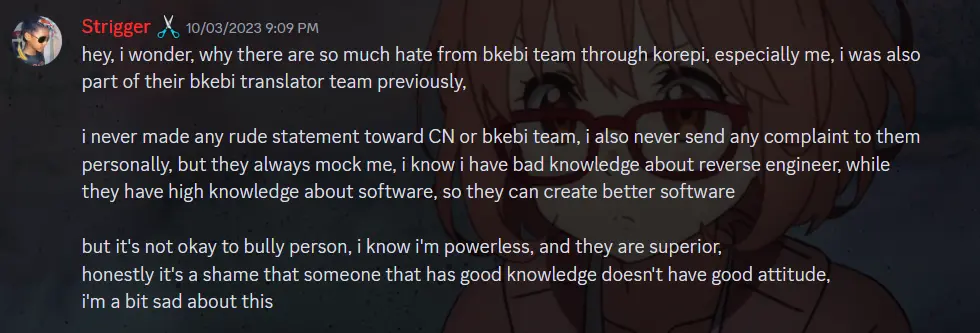 Strigger 10/03/2023 9:09 PM
hey, i wonder, why there are so much hate from bkebi team through korepi, especially me, i was also
part of their bkebi translator team previously,
i never made any rude statement toward CN or bkebi team, i also never send any complaint to them
personally, but they always mock me, i know i have bad knowledge about reverse engineer, while
they have high knowledge about software, so they can create better software
but it's not okay to bully person, i know i'm powerless, and they are superior,
honestly it's a shame that someone that has good knowledge doesn't have good attitude,
i'm a bit sad about this